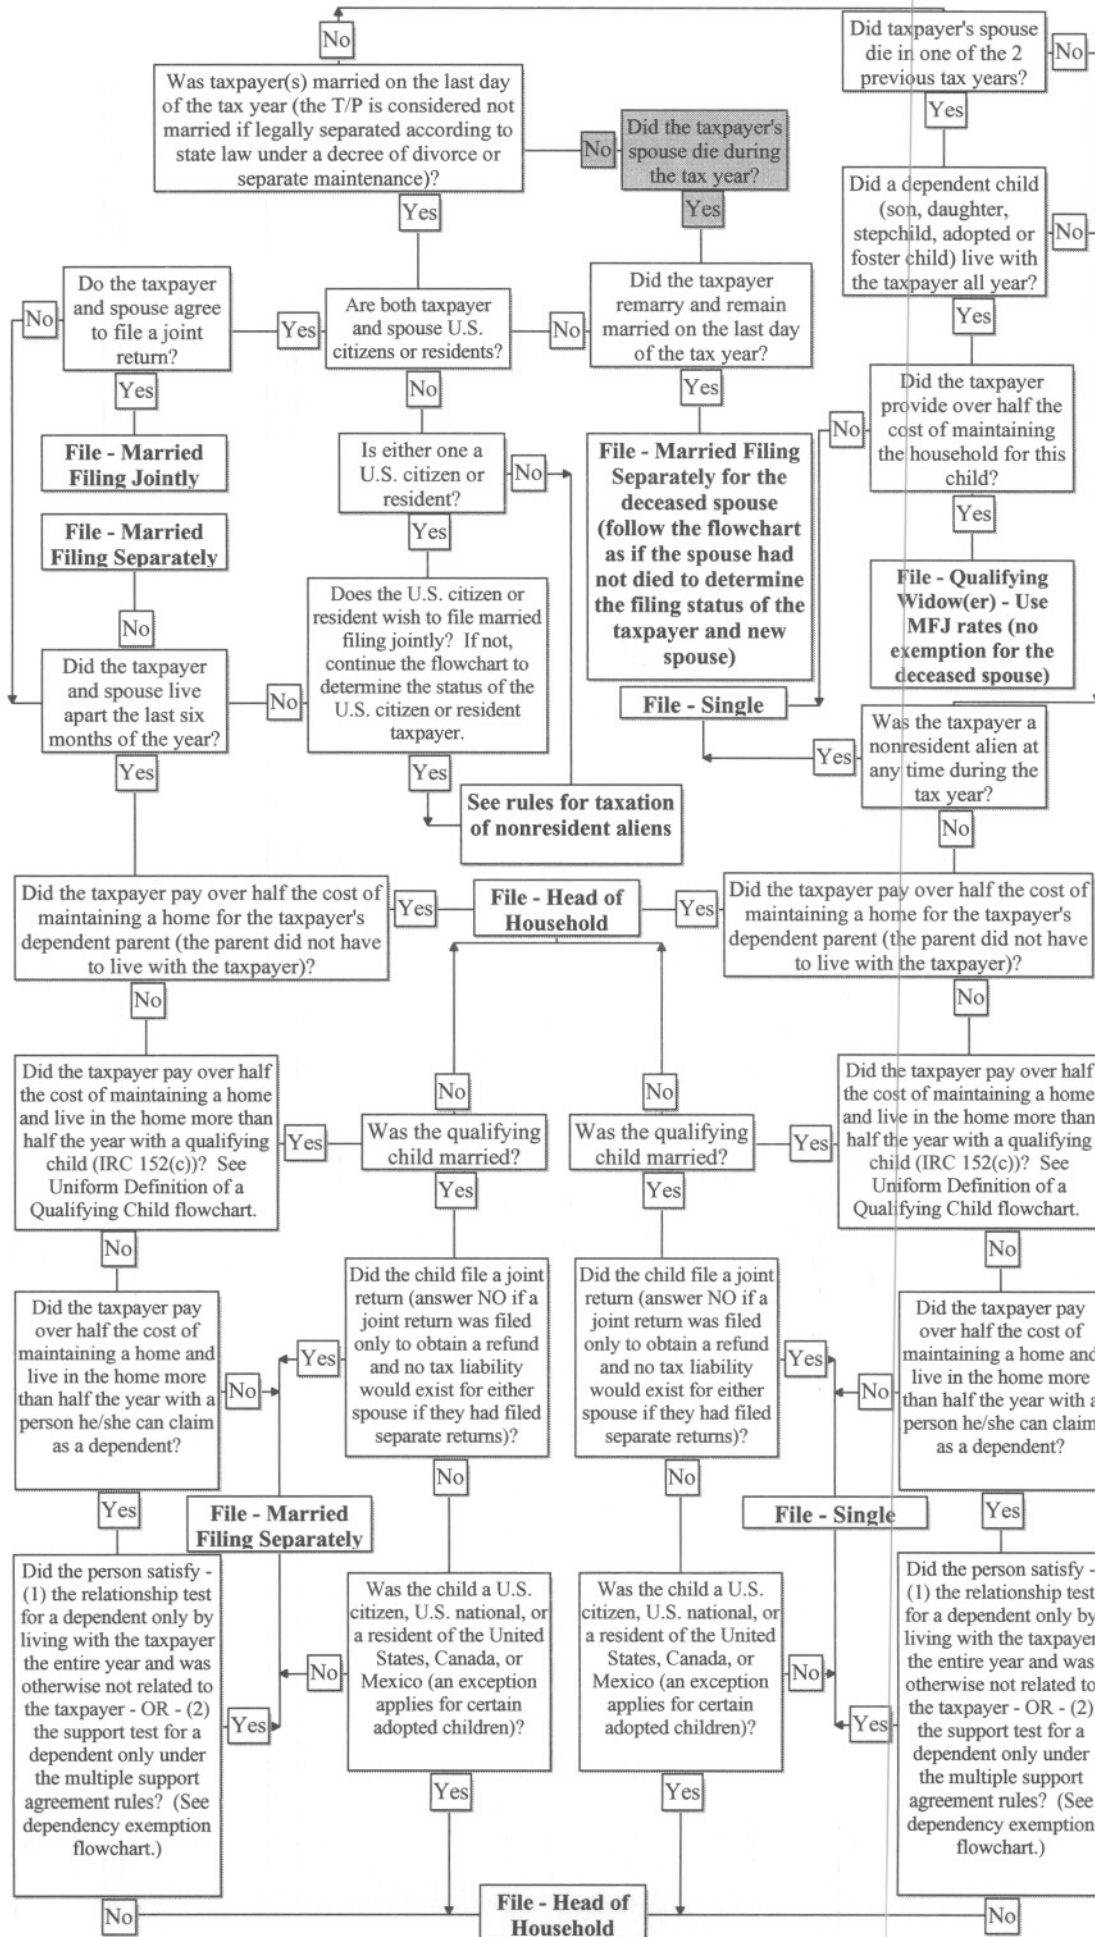 No
Did taxpayer's spouse
die in one of the 2
previous tax years?
No
Yes
Was taxpayer(s) married on the last day
of the tax year (the T/P is considered not
married if legally separated according to
state law under a decree of divorce or
separate maintenance)?
No
Did the taxpayer's
spouse die during
the tax year?
Yes
Yes
Did a dependent child
(son, daughter,
stepchild, adopted or
foster child) live with
the taxpayer all year?
No
Yes
Do the taxpayer
and spouse agree
to file a joint
return?
No
Yes
Are both taxpayer
and spouse U.S.
citizens or residents?
No
Did the taxpayer
remarry and remain
married on the last day
of the tax year?
Yes
No
Yes
Did the taxpayer
provide over half the
cost of maintaining
the household for this
child?
No
Yes
File - Married
Filing Jointly
Is either one a
U.S. citizen or
resident?
No
Yes
File - Married Filing
Separately for the
deceased spouse
(follow the flowchart
as if the spouse had
not died to determine
the filing status of the
taxpayer and new
spouse)
File - Married
Filing Separately
No
File - Qualifying
Widow(er) - Use
MFJ rates (no
exemption for the
deceased spouse)
Does the U.S. citizen or
resident wish to file married
filing jointly? If not,
continue the flowchart to
determine the status of the
U.S. citizen or resident
taxpayer.
Did the taxpayer
and spouse live
apart the last six
months of the year?
No
File - Single
Was the taxpayer a
nonresident alien at
any time during the
tax year?
Yes
Yes
Yes
No
See rules for taxation
of nonresident aliens
Did the taxpayer pay over half the cost of
maintaining a home for the taxpayer's
dependent parent (the parent did not have
to live with the taxpayer)?
Yes
File - Head of
Household
Yes
Did the taxpayer pay over half the cost of
maintaining a home for the taxpayer's
dependent parent (the parent did not have
to live with the taxpayer)?
No
No
Did the taxpayer pay over half
the cost of maintaining a home
and live in the home more than
half the year with a qualifying
child (IRC 152(c))? See
Uniform Definition of a
Qualifying Child flowchart.
Yes
No
Was the qualifying
child married?
Yes
No
Was the qualifying
child married?
Yes
Yes
Did the taxpayer pay over half
the cost of maintaining a home
and live in the home more than
half the year with a qualifying
child (IRC 152(c))? See
Uniform Definition of a
Qualifying Child flowchart.
No
No
Did the taxpayer pay
over half the cost of
maintaining a home and
live in the home more
than half the year with a
person he/she can claim
as a dependent?
No
Yes
Did the child file a joint
return (answer NO if a
joint return was filed
only to obtain a refund
and no tax liability
would exist for either
spouse if they had filed
separate returns)?
Did the child file a joint
return (answer NO if a
joint return was filed
only to obtain a refund
and no tax liability
would exist for either
spouse if they had filed
separate returns)?
Yes
No
Did the taxpayer pay
over half the cost of
maintaining a home and
live in the home more
than half the year with a
person he/she can claim
as a dependent?
No
No
Yes
File - Married
Filing Separately
File - Single
Yes
Did the person satisfy -
(1) the relationship test
for a dependent only by
living with the taxpayer
the entire year and was
otherwise not related to
the taxpayer - OR - (2)
the support test for a
dependent only under
the multiple support
agreement rules? (See
dependency exemption
flowchart.)
Yes
No
Was the child a U.S.
citizen, U.S. national, or
a resident of the United
States, Canada, or
Mexico (an exception
applies for certain
adopted children)?
Was the child a U.S.
citizen, U.S. national, or
a resident of the United
States, Canada, or
Mexico (an exception
applies for certain
adopted children)?
No
Yes
Did the person satisfy -
(1) the relationship test
for a dependent only by
living with the taxpayer
the entire year and was
otherwise not related to
the taxpayer - OR - (2)
the support test for a
dependent only under
the multiple support
agreement rules? (See
dependency exemption
flowchart.)
Yes
Yes
No
File - Head of
Household
No